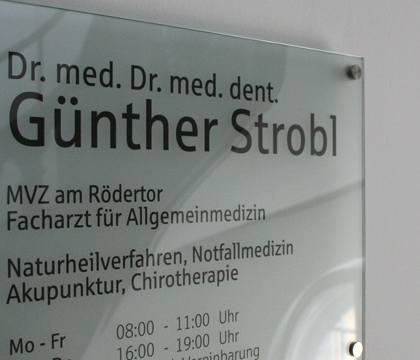 Dr. med. Dr. med. dent.
Günther Strobl
MVZ am Rödertor
Facharzt für Allgemeinmedizin
Naturheilverfahren, Notfallmedizin
Akupunktur, Chirotherapie
Mo - Fr 08:00 - 11:00 Uhr
16:00 - 19:00 Uhr
Vereinbarung